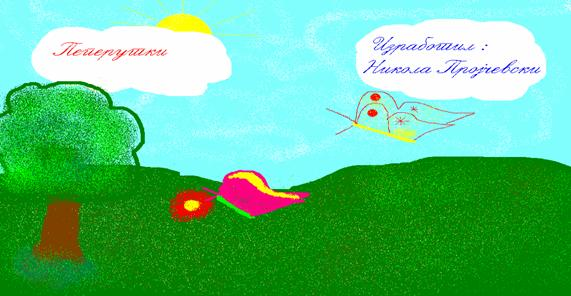 Пеперутки
Изработил :
Никола Пројчевски